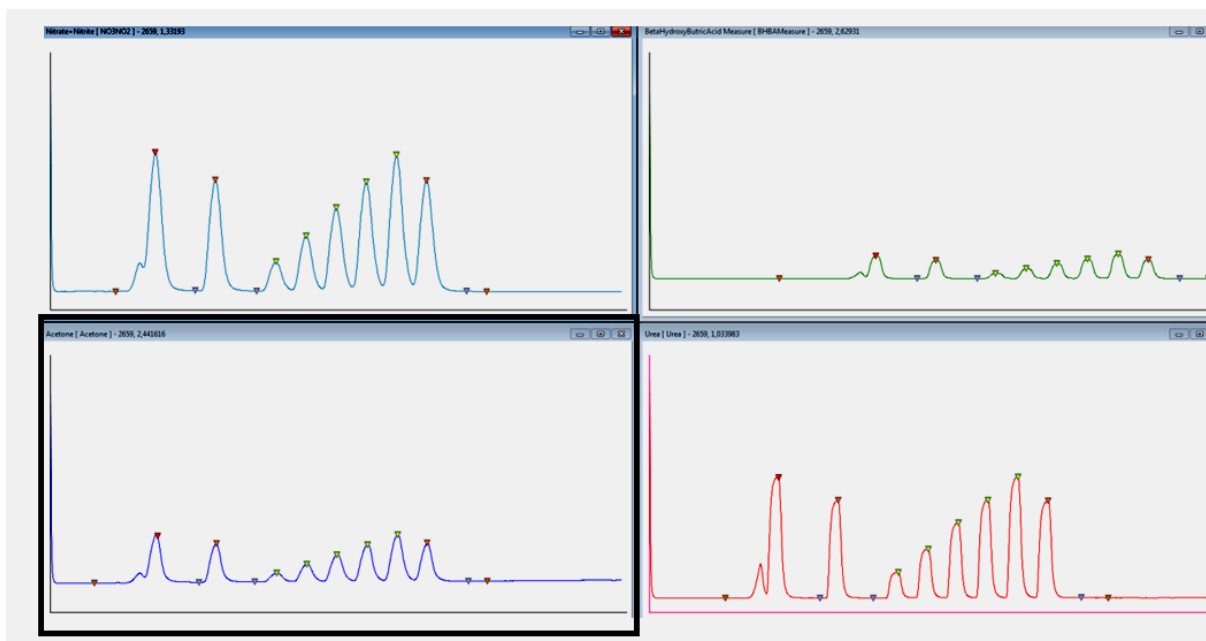 Nitrate+Nitrite [ NO3NO2 ] - 2659, 1,33193
BetaHydroxyButricAcid Measure [ BHBAMeasure ] - 2659, 2,62931
Acetone [ Acetone ] - 2659, 2,441616
Urea [ Urea ] - 2659, 1,033983